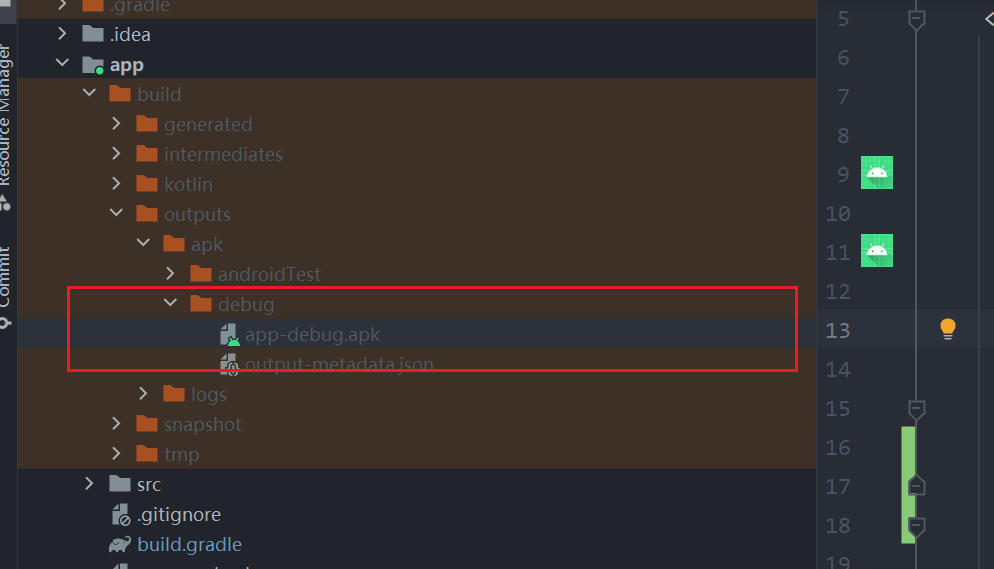 .gradle
.idea
app
build
generated
intermediates
kotlin
outputs
apk
androidTest
debug
app-debug.apk
output-metadata.json
logs
snapshot
tmp
src
.gitignore
build.gradle
Resource Manager
Commit
5
6
7
8
9
10
11
12
13
14
15
16
17
18
19